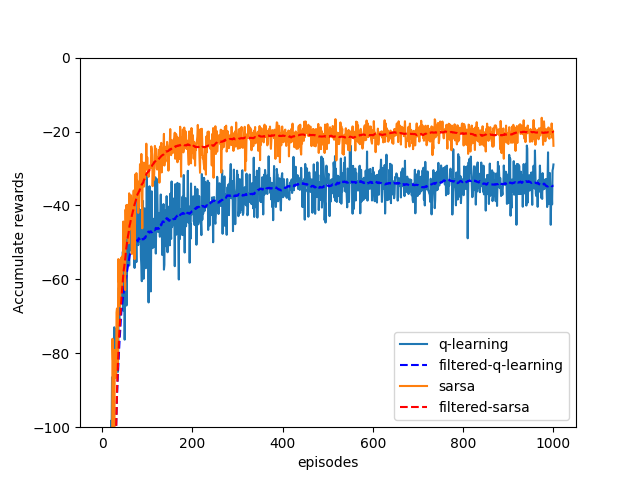 0
−20
−40
−60
−80
−100
Accumulate rewards
0
200
400
600
800
1000
episodes
q-learning
filtered-q-learning
sarsa
filtered-sarsa